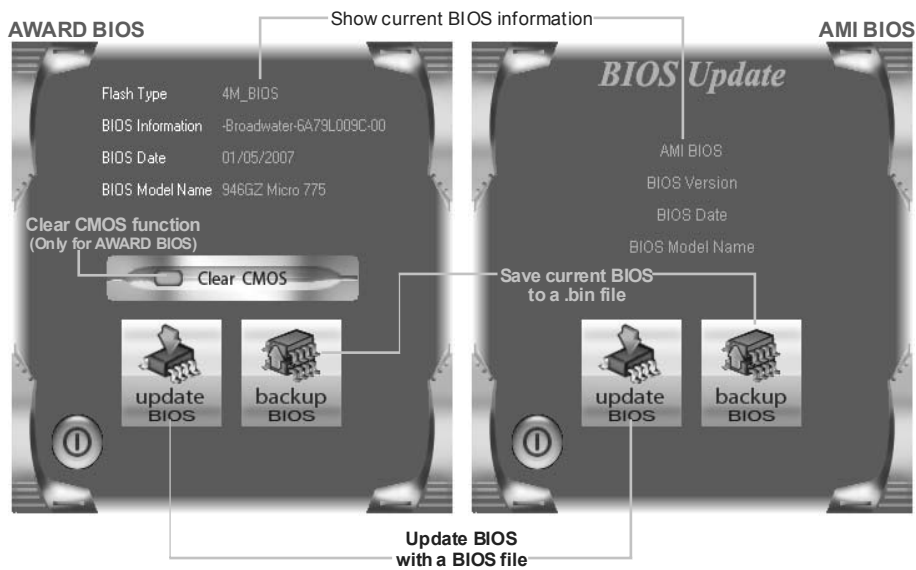 Show current BIOS information
AWARD BIOS
AMI BIOS
Flash Type 4M_BIOS
BIOS Information -Broadwater-6A79L009C-00
BIOS Date 01/05/2007
BIOS Model Name 946GZ Micro 775
Clear CMOS function
(Only for AWARD BIOS)
Clear CMOS
update
BIOS
backup
BIOS
BIOS Update
AMI BIOS
BIOS Version
BIOS Date
BIOS Model Name
Save current BIOS
to a .bin file
update
BIOS
backup
BIOS
Update BIOS
with a BIOS file